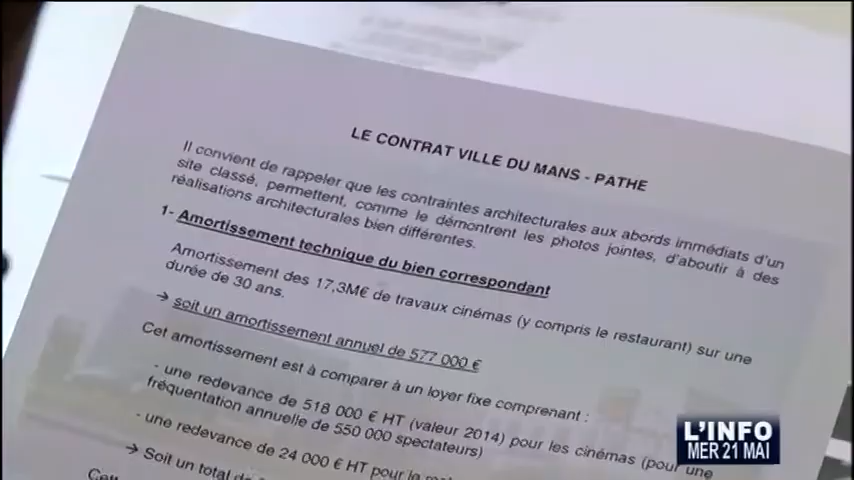 LE CONTRAT VILLE DU MANS - PATHE
Il convient de rappeler que les contraintes architecturales aux abords immédiats d'un
site classé, permettent, comme le démontrent les photos jointes, d'aboutir à des
réalisations architecturales bien différentes.
1- Amortissement technique du bien correspondant
Amortissement des 17,3M€ de travaux cinémas (y compris le restaurant) sur une
durée de 30 ans.
→ soit un amortissement annuel de 577 000 €
Cet amortissement est à comparer à un loyer fixe comprenant :
- une redevance de 518 000 € HT (valeur 2014) pour les cinémas (pour une
fréquentation annuelle de 550 000 spectateurs)
- une redevance de 24 000 € HT pour le
→ Soit un total de
Cet
L'INFO
MER 21 MAI